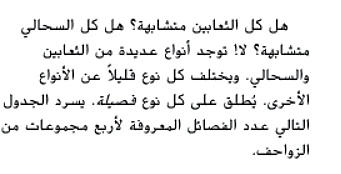 هل كل الثعابين متشابهة؟ هل كل السحالي
متشابهة؟ لا! توجد أنواع عديدة من الثعابين
والسحالي. ويختلف كل نوع قليلاً عن الأنواع
الأخرى. يُطلق على كل نوع فصيلة. يسرد الجدول
التالي عدد الفصائل المعروفة لأربع مجموعات من
الزواحف.